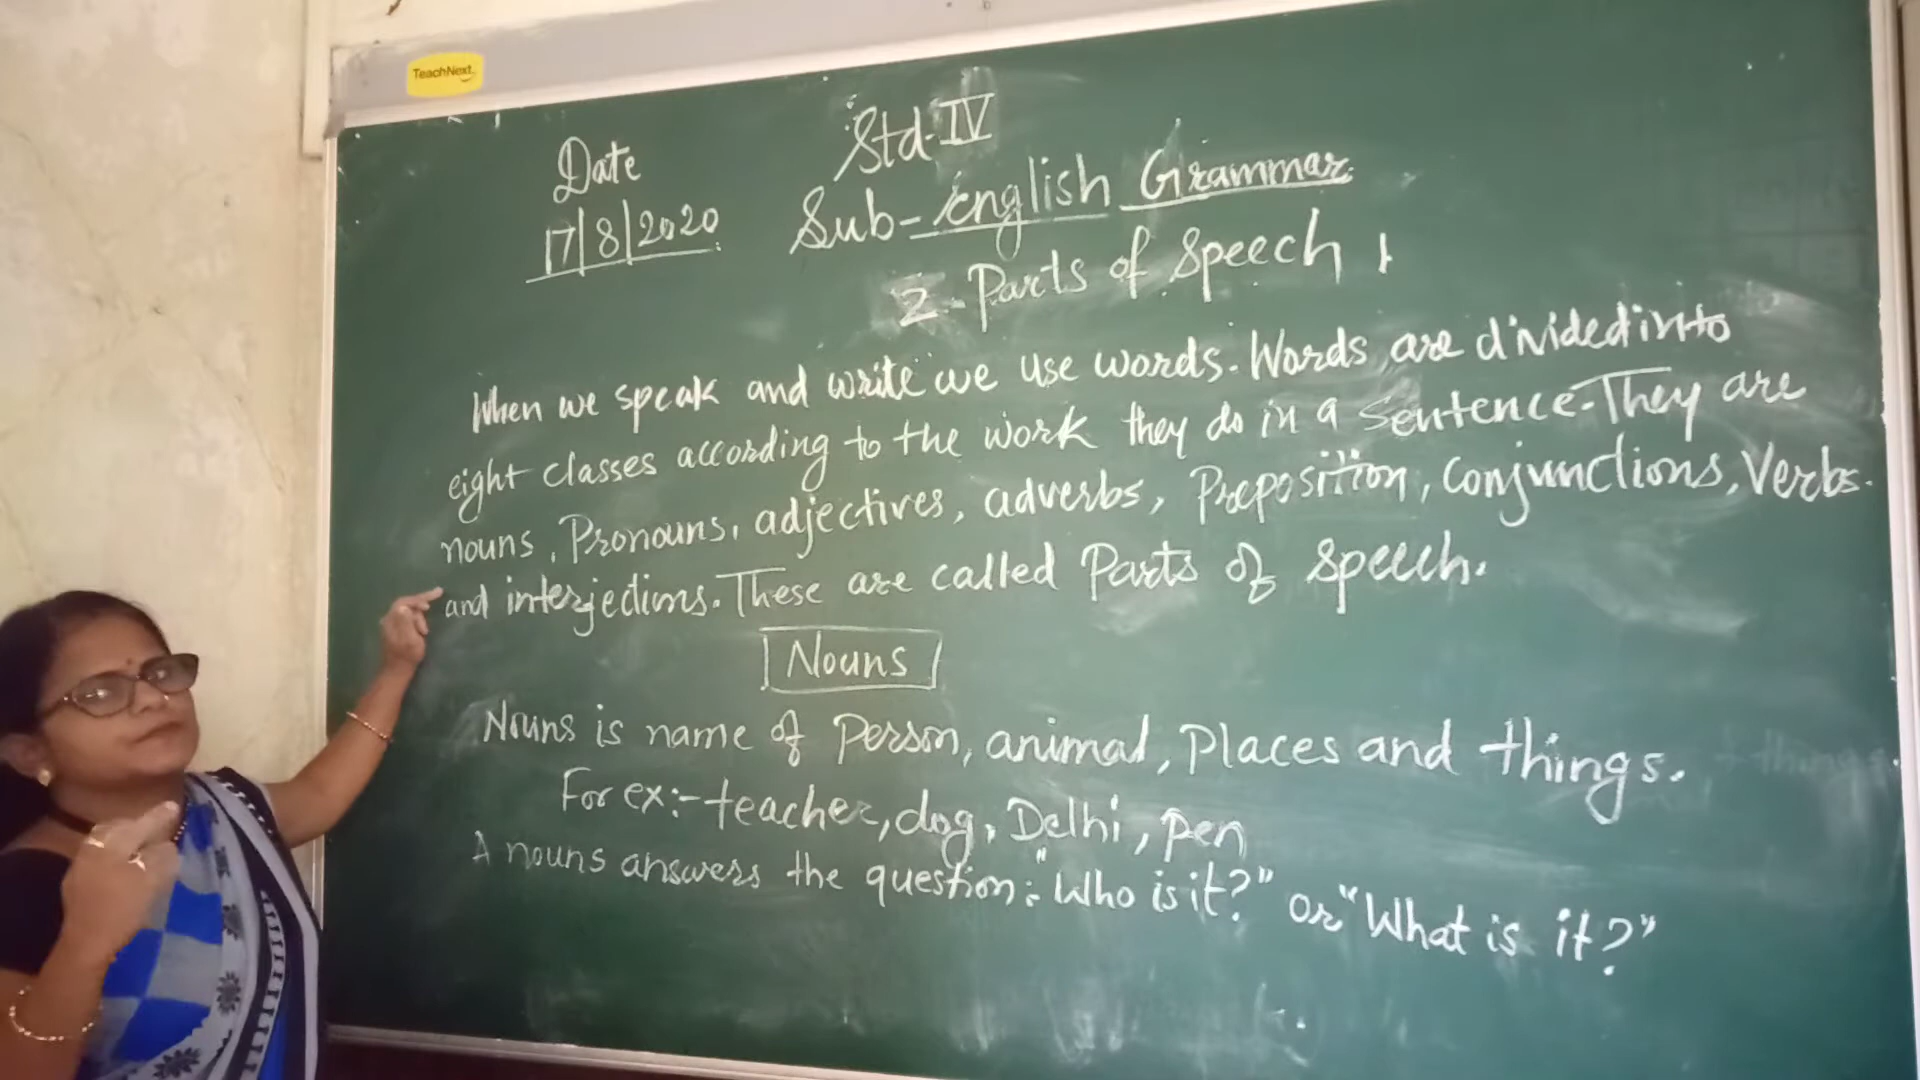 TeachNext
Date
17/8/2020
Std-IV
Sub-English Grammar
2-Parts of Speech
When we speak and write we use words. Words are divided into
eight classes according to the work they do in a sentence. They are
nouns, Pronouns, adjectives, adverbs, Preposition, Conjunctions, Verbs.
and interjections. These are called Parts of speech.
Nouns
Nouns is name of Person, animal, Places and things.
For ex:- teacher, dog, Delhi, pen
A nouns answers the question: "Who is it?" or "What is it?"